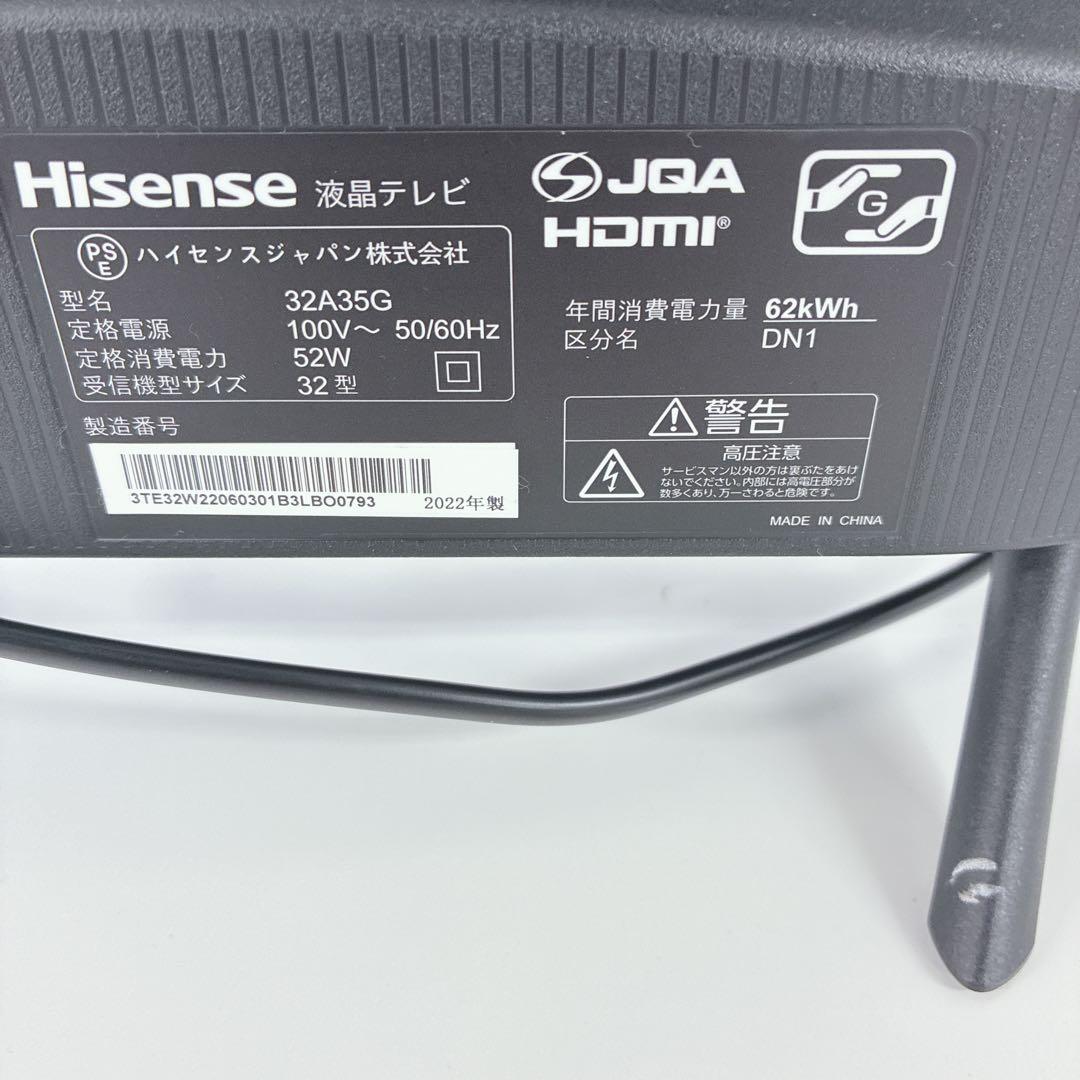 Hisense 液晶テレビ
PSE ハイセンスジャパン株式会社
型名 32A35G
定格電源 100V～ 50/60Hz
定格消費電力 52W
受信機型サイズ 32型
製造番号
3TE32W22060301B3LBO0793 2022年製
JQA
HDMI®
G
年間消費電力量 62kWh
区分名 DN1
警告
高圧注意
サービスマン以外の方は裏ぶたをあけ
ないでください。内部には高電圧部分が
数多くあり、万一さわると危険です。
MADE IN CHINA